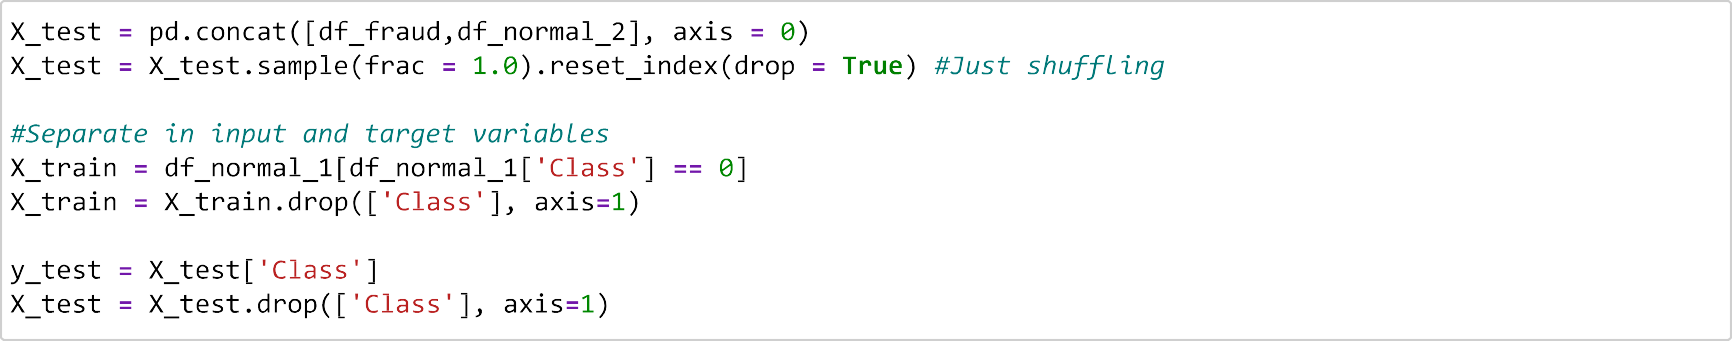 X_test = pd.concat([df_fraud,df_normal_2], axis = 0)
X_test = X_test.sample(frac = 1.0).reset_index(drop = True) #Just shuffling
#Separate in input and target variables
X_train = df_normal_1[df_normal_1['Class'] == 0]
X_train = X_train.drop(['Class'], axis=1)
y_test = X_test['Class']
X_test = X_test.drop(['Class'], axis=1)